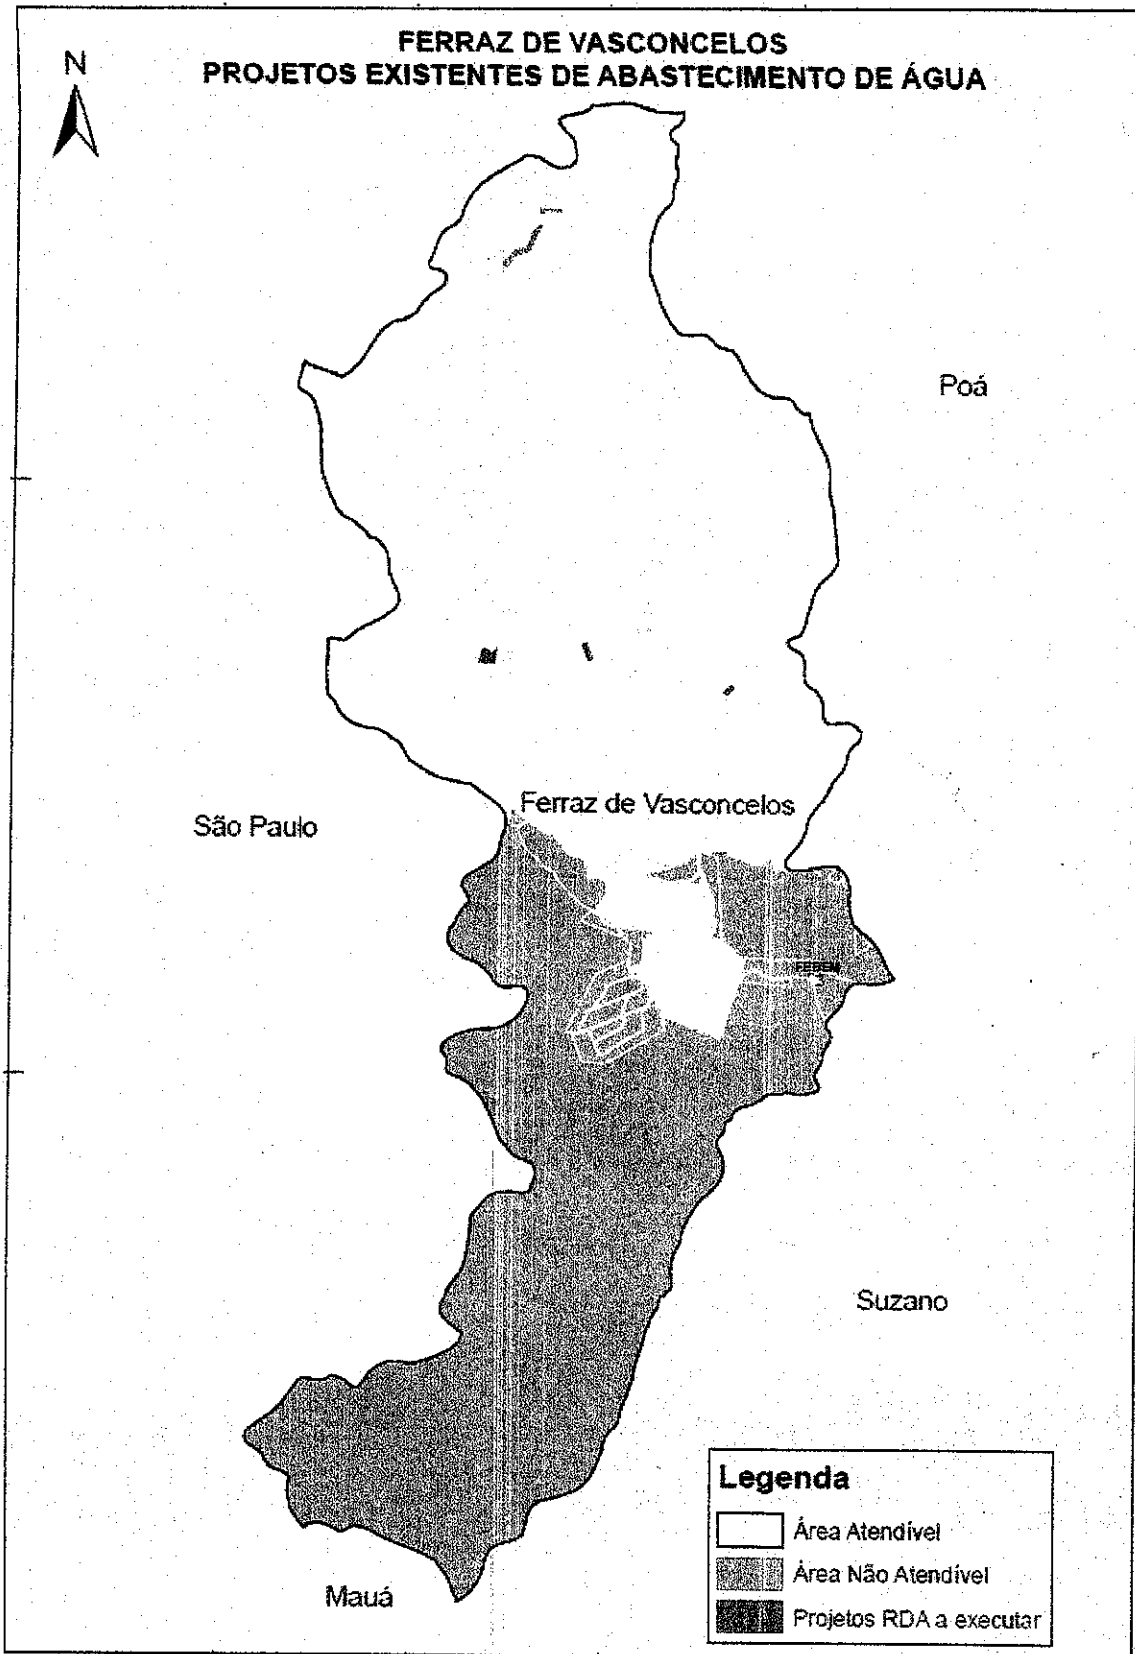 FERRAZ DE VASCONCELOS
PROJETOS EXISTENTES DE ABASTECIMENTO DE ÁGUA
N
Poá
Ferraz de Vasconcelos
São Paulo
FEBEM
Suzano
Legenda
Área Atendível
Área Não Atendível
Projetos RDA a executar
Mauá